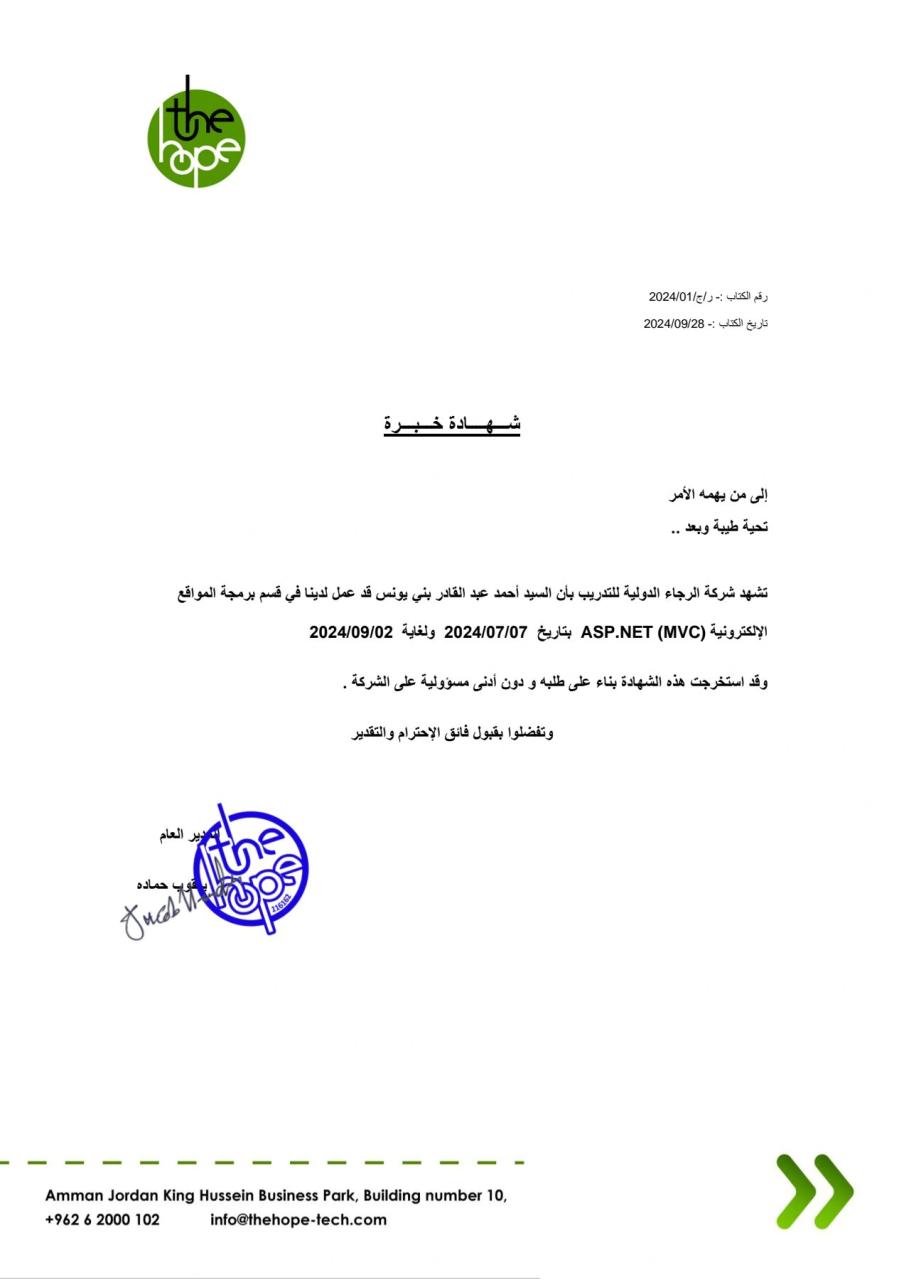 the
hope
رقم الكتاب :- ر/ج/2024/01
تاريخ الكتاب :- 2024/09/28
شـــهـــــادة خـــبـــرة
إلى من يهمه الأمر
تحية طيبة وبعد ..
تشهد شركة الرجاء الدولية للتدريب بأن السيد أحمد عبد القادر بني يونس قد عمل لدينا في قسم برمجة المواقع
الإلكترونية ASP.NET (MVC) بتاريخ 2024/07/07 ولغاية 2024/09/02
وقد استخرجت هذه الشهادة بناء على طلبه و دون أدنى مسؤولية على الشركة .
وتفضلوا بقبول فائق الإحترام والتقدير
المدير العام
يعقوب حماده
the
hope
116162
Amman Jordan King Hussein Business Park, Building number 10,
+962 6 2000 102 info@thehope-tech.com